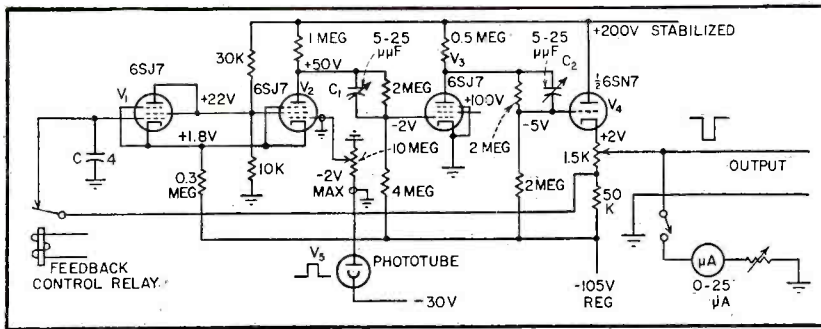 1 MEG
0.5 MEG
+200V STABILIZED
30K
5-25
μμF
5-25
μμF
+50V
V3
C2
½6SN7
6SJ7
V1
6SJ7
V2
C1
2MEG
6SJ7
V4
+22V
+100V
-2V
-5V
+1.8V
+2V
C 4
10 MEG
2 MEG
1.5K
0.3
MEG
10K
-2V
MAX
4 MEG
2MEG
50
K
OUTPUT
V5
PHOTOTUBE
FEEDBACK
CONTROL RELAY
-30V
-105V
REG
μA
0-25
μA